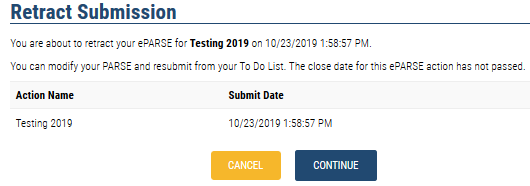 Retract Submission
You are about to retract your ePARSE for Testing 2019 on 10/23/2019 1:58:57 PM.
You can modify your PARSE and resubmit from your To Do List. The close date for this ePARSE action has not passed.
Action Name Submit Date
Testing 2019 10/23/2019 1:58:57 PM
CANCEL CONTINUE